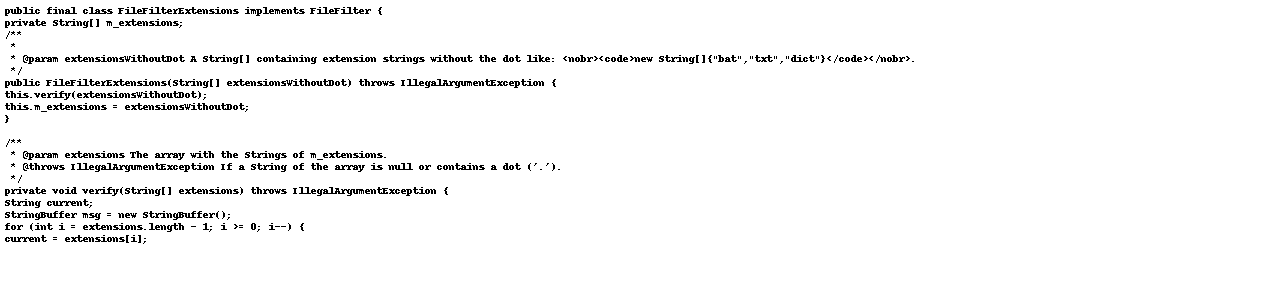 public final class FileFilterExtensions implements FileFilter {
private String[] m_extensions;
/**
 *
 * @param extensionsWithoutDot A String[] containing extension strings without the dot like: <nobr><code>new String[]{"bat","txt","dict"}</code></nobr>.
 */
public FileFilterExtensions(String[] extensionsWithoutDot) throws IllegalArgumentException {
this.verify(extensionsWithoutDot);
this.m_extensions = extensionsWithoutDot;
}

/**
 * @param extensions The array with the Strings of m_extensions.
 * @throws IllegalArgumentException If a String of the array is null or contains a dot ('.').
 */
private void verify(String[] extensions) throws IllegalArgumentException {
String current;
StringBuffer msg = new StringBuffer();
for (int i = extensions.length - 1; i >= 0; i--) {
current = extensions[i];